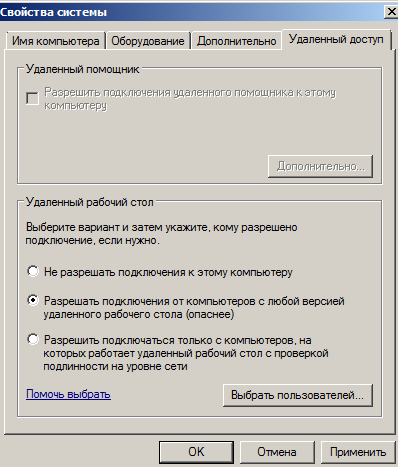 Свойства системы
Имя компьютера Оборудование Дополнительно Удаленный доступ
Удаленный помощник
Разрешить подключения удаленного помощника к этому
компьютеру
Дополнительно...
Удаленный рабочий стол
Выберите вариант и затем укажите, кому разрешено
подключение, если нужно.
Не разрешать подключения к этому компьютеру
Разрешать подключения от компьютеров с любой версией
удаленного рабочего стола (опаснее)
Разрешить подключаться только с компьютеров, на
которых работает удаленный рабочий стол с проверкой
подлинности на уровне сети
Помочь выбрать
Выбрать пользователей...
OK Отмена Применить